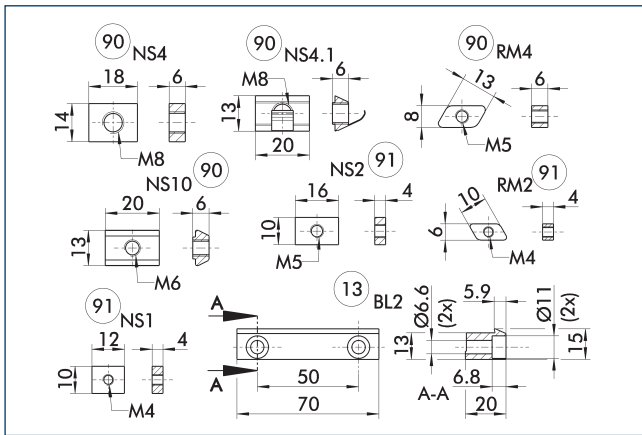 90 NS4
18
6
14
M8
90 NS4.1
M8
6
13
20
90 RM4
13
6
8
M5
NS10 90
20
6
13
M6
NS2 91
16
4
10
M5
RM2 91
10
4
6
M4
91 NS1
12
4
10
M4
13 BL2
A
A
50
70
5.9
Ø6.6
(2x)
Ø11
(2x)
13
15
6.8
A-A
20